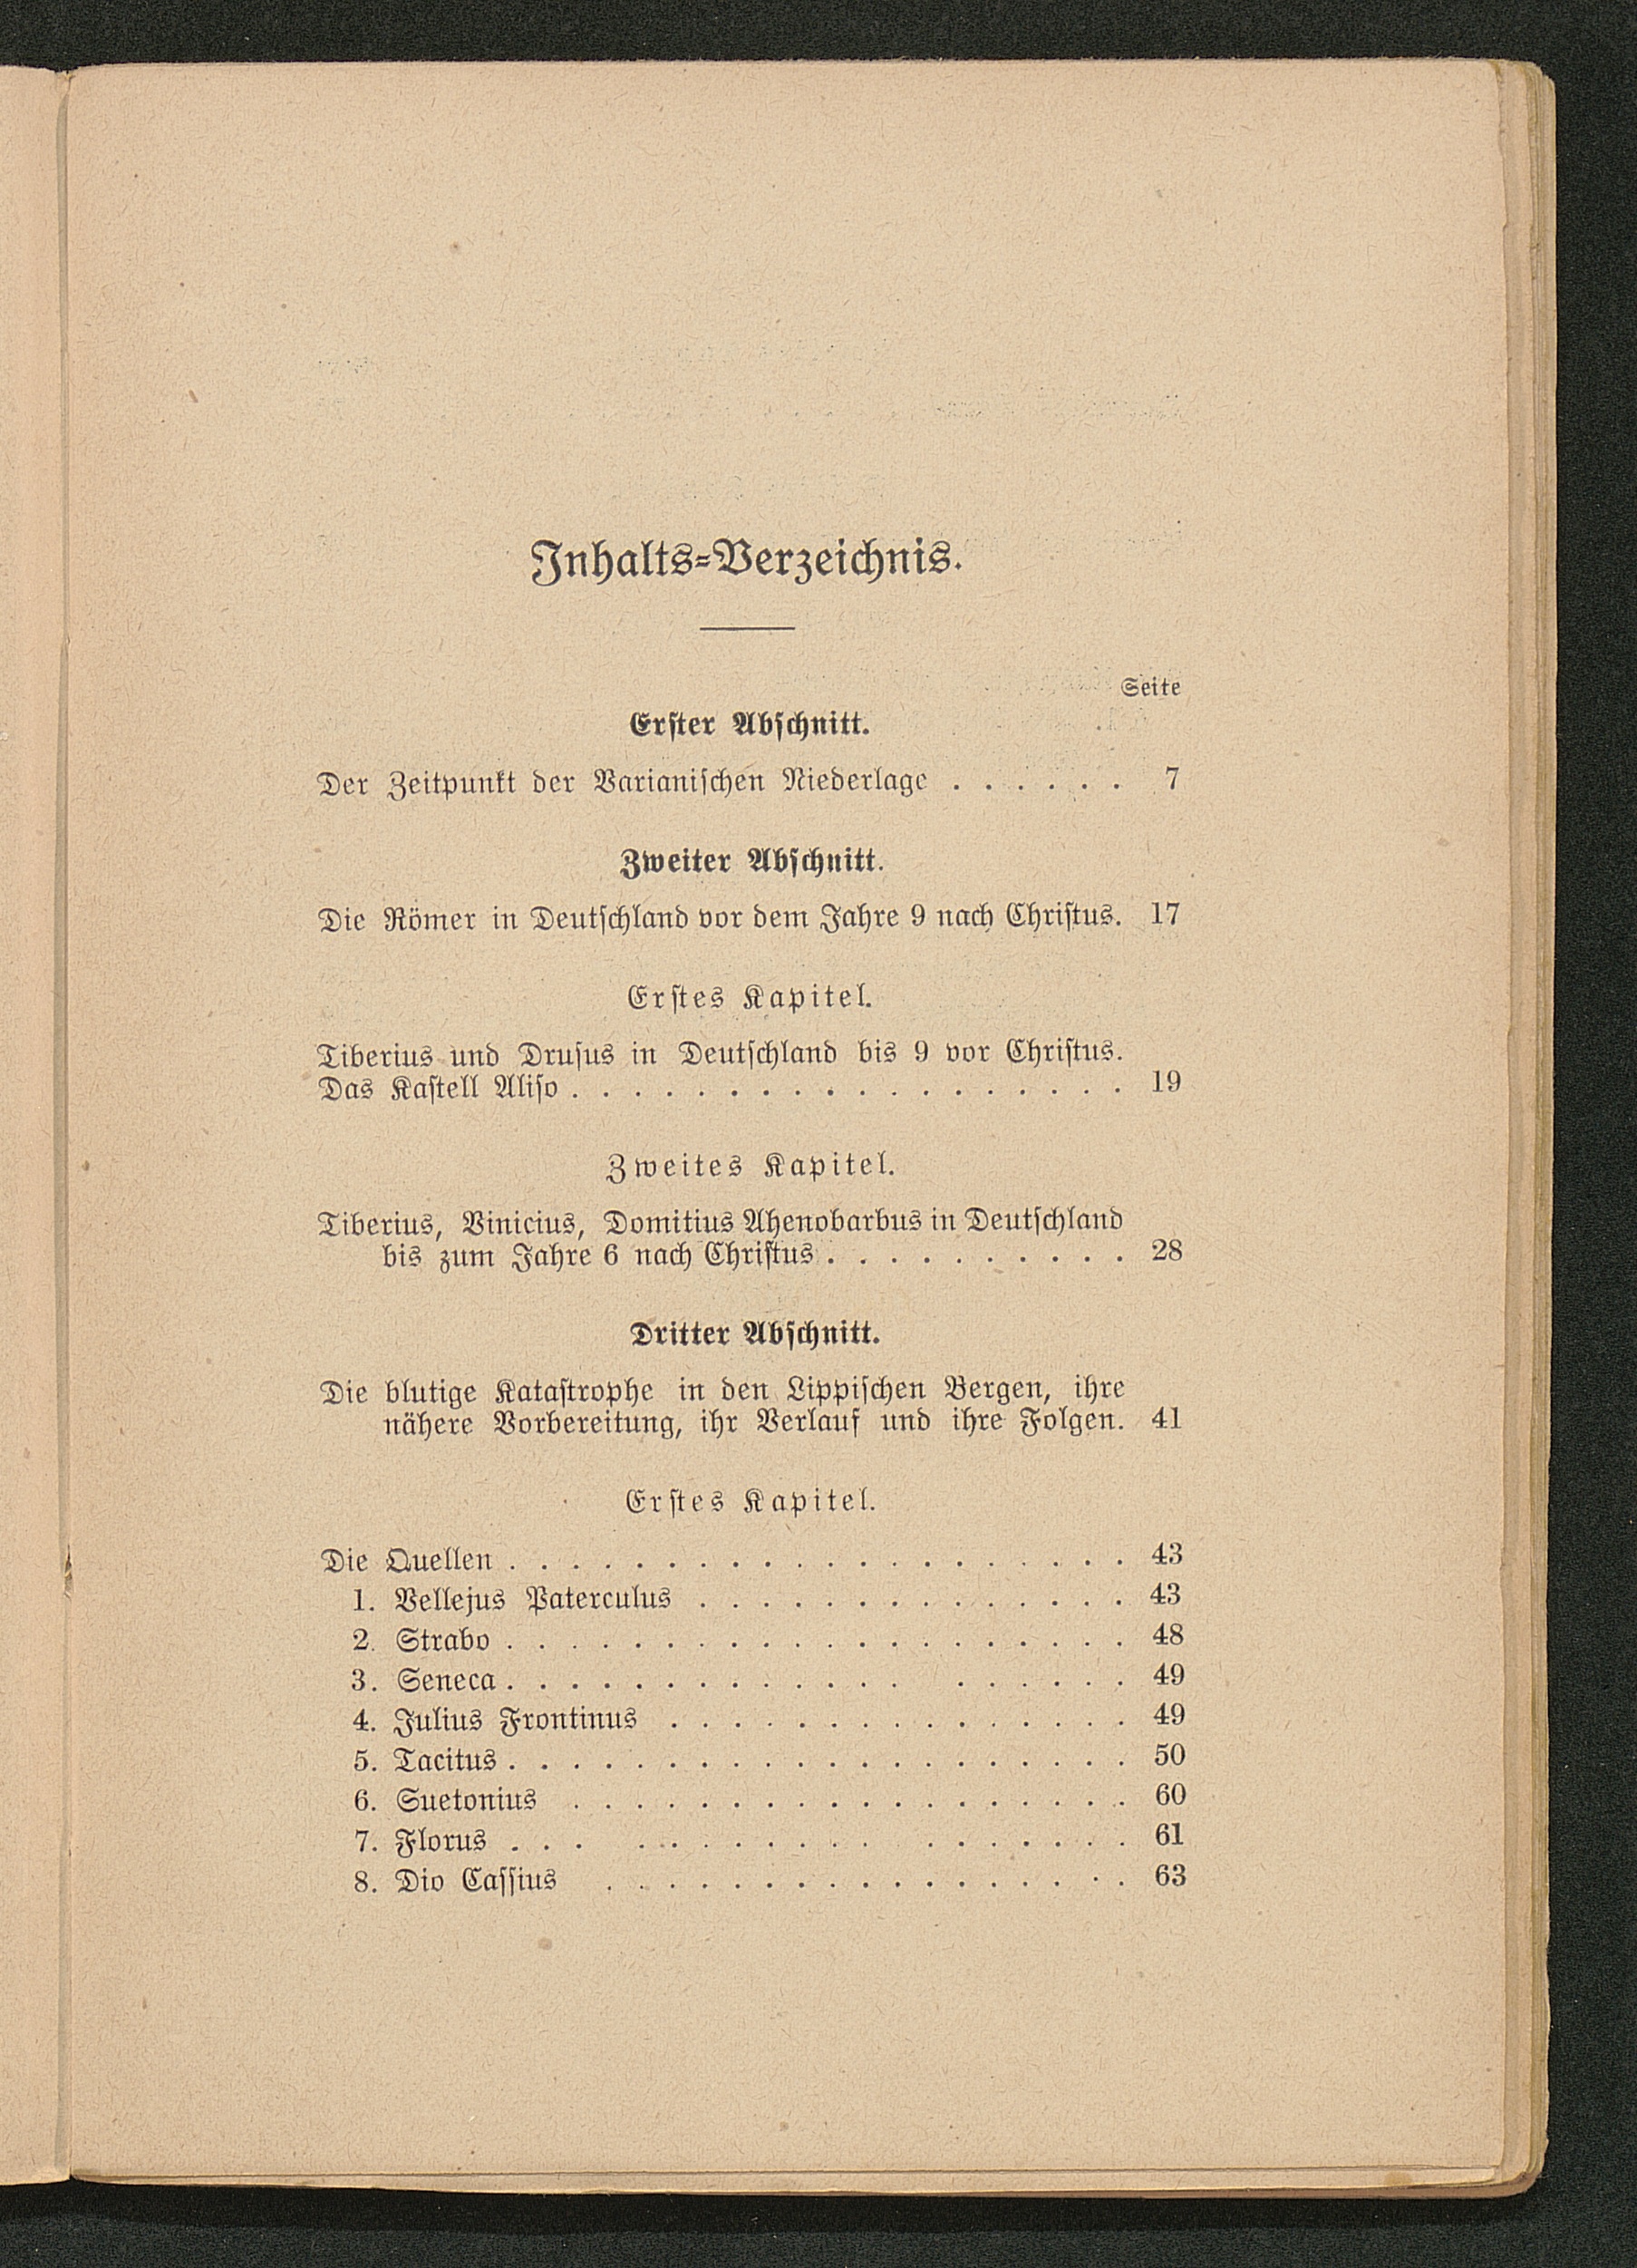 Inhalts-Verzeichnis.
Seite
Erster Abschnitt.
Der Zeitpunkt der Varianischen Niederlage . . . . . . 7
Zweiter Abschnitt.
Die Römer in Deutschland vor dem Jahre 9 nach Christus. 17
Erstes Kapitel.
Tiberius und Drusus in Deutschland bis 9 vor Christus.
Das Kastell Aliso . . . . . . . . . . . . . . . . . . 19
Zweites Kapitel.
Tiberius, Vinicius, Domitius Ahenobarbus in Deutschland
bis zum Jahre 6 nach Christus . . . . . . . . . . 28
Dritter Abschnitt.
Die blutige Katastrophe in den Lippischen Bergen, ihre
nähere Vorbereitung, ihr Verlauf und ihre Folgen. 41
Erstes Kapitel.
Die Quellen . . . . . . . . . . . . . . . . . . . . 43
1. Vellejus Paterculus . . . . . . . . . . . . . . 43
2. Strabo . . . . . . . . . . . . . . . . . . . . 48
3. Seneca . . . . . . . . . . . . . . . . . . . 49
4. Julius Frontinus . . . . . . . . . . . . . . . 49
5. Tacitus . . . . . . . . . . . . . . . . . . . . 50
6. Suetonius . . . . . . . . . . . . . . . . . . 60
7. Florus . . . . . . . . . . . . . . . . . . 61
8. Dio Cassius . . . . . . . . . . . . . . . . . 63